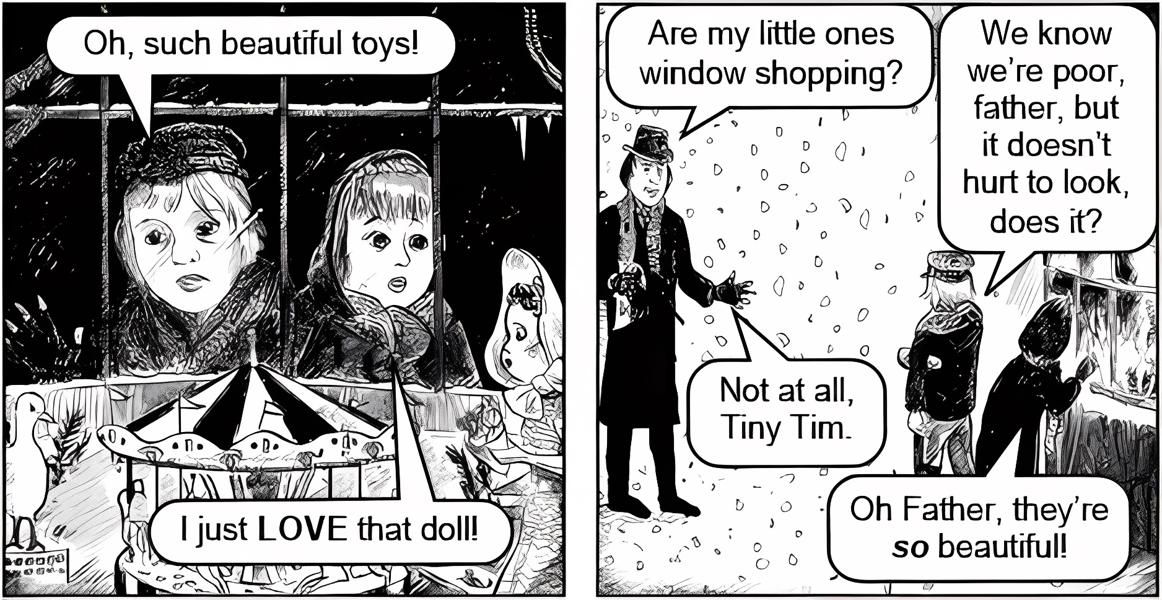 Oh, such beautiful toys!
I just LOVE that doll!
Are my little ones
window shopping?
We know
we're poor,
father, but
it doesn't
hurt to look,
does it?
Not at all,
Tiny Tim.
Oh Father, they're
so beautiful!